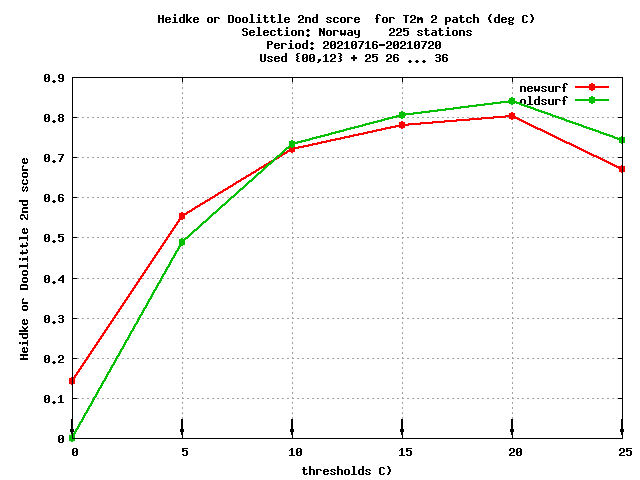 Heidke or Doolittle 2nd score  for T2m 2 patch (deg C)
Selection: Norway    225 stations
Period: 20210716-20210720
Used {00,12} + 25 26 ... 36
newsurf
oldsurf
0.9
0.8
0.7
0.6
0.5
0.4
0.3
0.2
0.1
0
Heidke or Doolittle 2nd score
0 5 10 15 20 25
thresholds C)